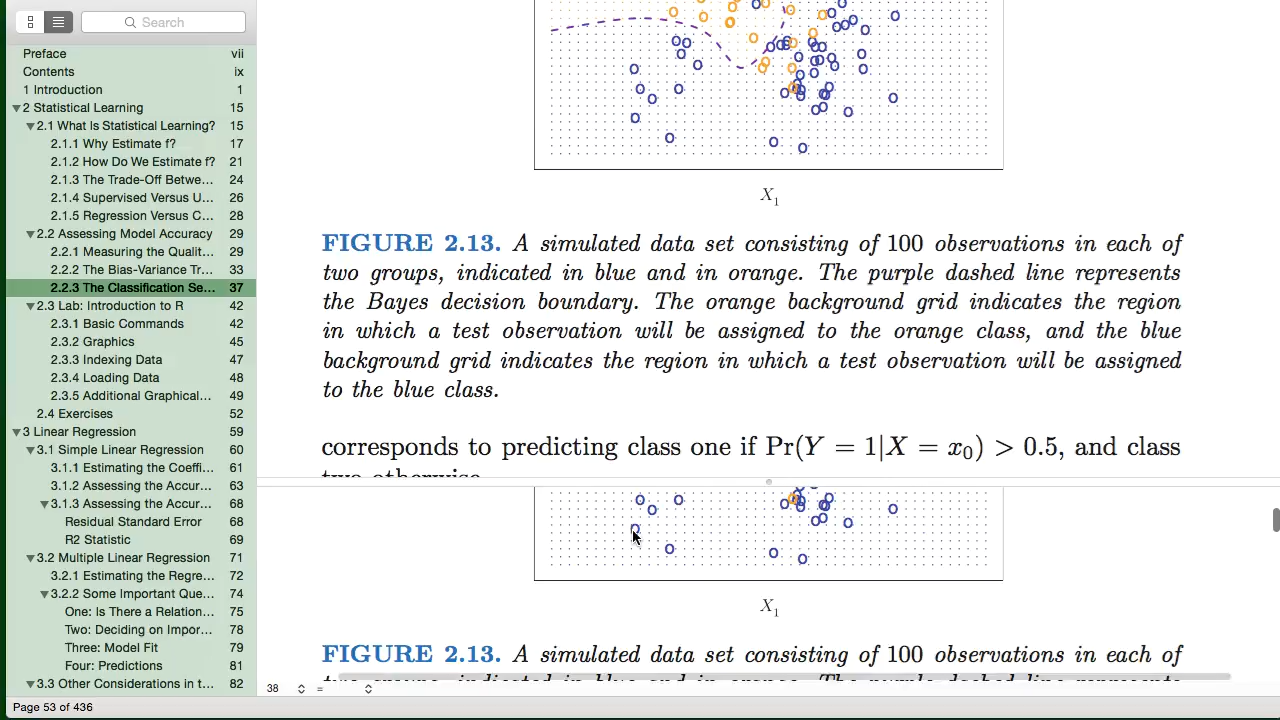 Search
Preface vii
Contents ix
1 Introduction 1
2 Statistical Learning 15
2.1 What Is Statistical Learning? 15
2.1.1 Why Estimate f? 17
2.1.2 How Do We Estimate f? 21
2.1.3 The Trade-Off Betwe... 24
2.1.4 Supervised Versus U... 26
2.1.5 Regression Versus C... 28
2.2 Assessing Model Accuracy 29
2.2.1 Measuring the Qualit... 29
2.2.2 The Bias-Variance Tr... 33
2.2.3 The Classification Se... 37
2.3 Lab: Introduction to R 42
2.3.1 Basic Commands 42
2.3.2 Graphics 45
2.3.3 Indexing Data 47
2.3.4 Loading Data 48
2.3.5 Additional Graphical... 49
2.4 Exercises 52
3 Linear Regression 59
3.1 Simple Linear Regression 60
3.1.1 Estimating the Coeffi... 61
3.1.2 Assessing the Accur... 63
3.1.3 Assessing the Accur... 68
Residual Standard Error 68
R2 Statistic 69
3.2 Multiple Linear Regression 71
3.2.1 Estimating the Regre... 72
3.2.2 Some Important Que... 74
One: Is There a Relation... 75
Two: Deciding on Impor... 78
Three: Model Fit 79
Four: Predictions 81
3.3 Other Considerations in t... 82
Page 53 of 436
X₁
FIGURE 2.13. A simulated data set consisting of 100 observations in each of
two groups, indicated in blue and in orange. The purple dashed line represents
the Bayes decision boundary. The orange background grid indicates the region
in which a test observation will be assigned to the orange class, and the blue
background grid indicates the region in which a test observation will be assigned
to the blue class.
corresponds to predicting class one if Pr(Y = 1|X = x₀) > 0.5, and class
two otherwise.
X₁
FIGURE 2.13. A simulated data set consisting of 100 observations in each of
two groups, indicated in blue and in orange. The purple dashed line represents
38 =